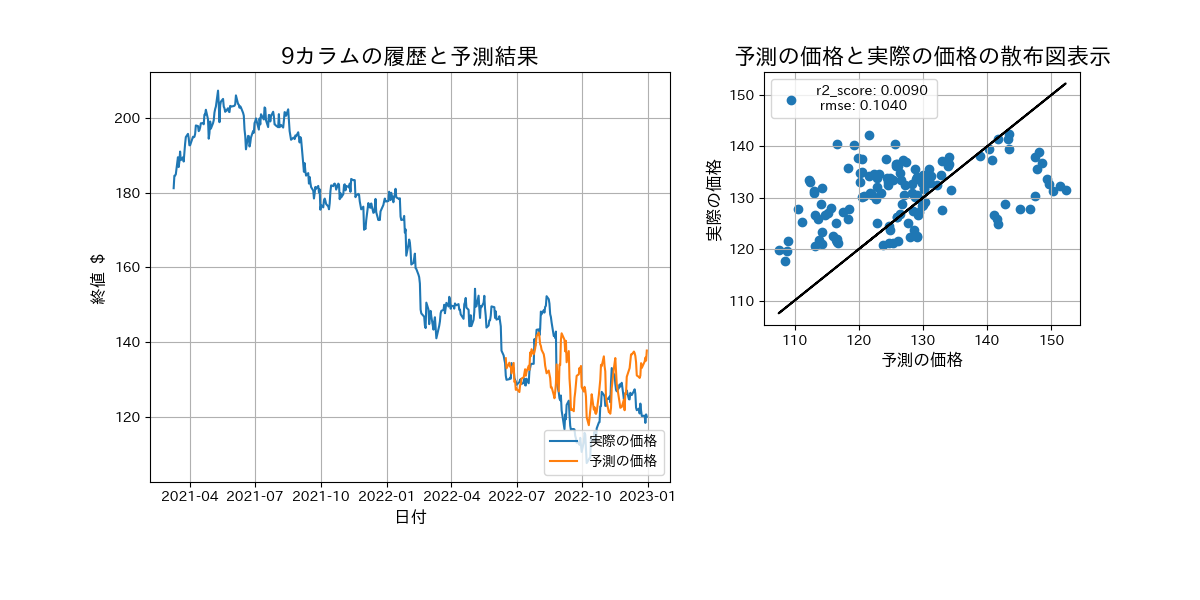 9カラムの履歴と予測結果
200
180
160
140
120
終値 $
2021-04 2021-07 2021-10 2022-01 2022-04 2022-07 2022-10 2023-01
日付
実際の価格
予測の価格
予測の価格と実際の価格の散布図表示
r2_score: 0.0090
rmse: 0.1040
150
140
130
120
110
実際の価格
110 120 130 140 150
予測の価格